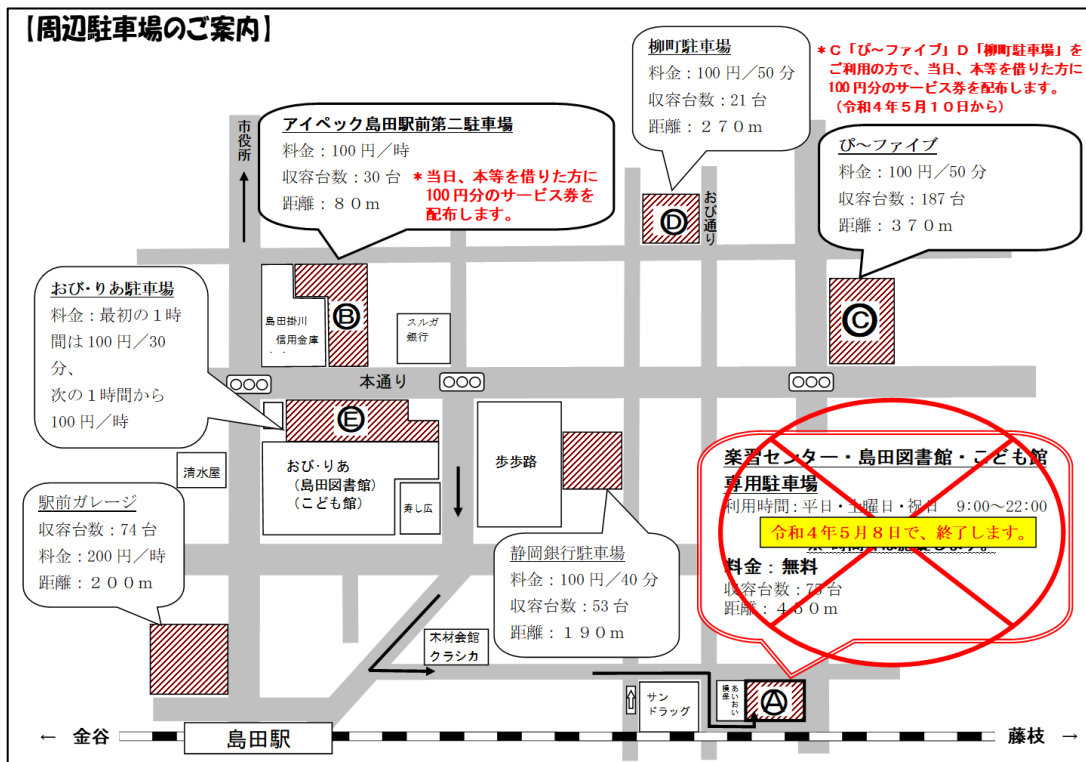 【周辺駐車場のご案内】
柳町駐車場
料金：100円／50分
収容台数：21台
距離：２７０ｍ
＊Ｃ「ぴ～ファイブ」Ｄ「柳町駐車場」を
ご利用の方で、当日、本等を借りた方に
100円分のサービス券を配布します。
（令和４年５月１０日から）
市役所
アイペック島田駅前第二駐車場
料金：100円／時
収容台数：30台
距離：８０ｍ
＊当日、本等を借りた方に
100円分のサービス券を
配布します。
ぴ～ファイブ
料金：100円／50分
収容台数：187台
距離：３７０ｍ
Ⓓ
おび通り
おび・りあ駐車場
料金：最初の１時
間は100円／30
分、
次の１時間から
100円／時
島田掛川
信用金庫
Ⓑ
スルガ
銀行
Ⓒ
本通り
Ⓔ
清水屋
おび・りあ
（島田図書館）
（こども館）
寿し広
歩歩路
楽習センター・島田図書館・こども館
専用駐車場
利用時間：平日・土曜日・祝日　9:00～22:00
令和４年５月８日で、終了します。
料金：無料
収容台数：75台
距離：４５０ｍ
駅前ガレージ
収容台数：74台
料金：200円／時
距離：２００ｍ
静岡銀行駐車場
料金：100円／40分
収容台数：53台
距離：１９０ｍ
木材会館
クラシカ
サン
ドラッグ
あいおい
損保
Ⓐ
← 金谷
島田駅
藤枝 →